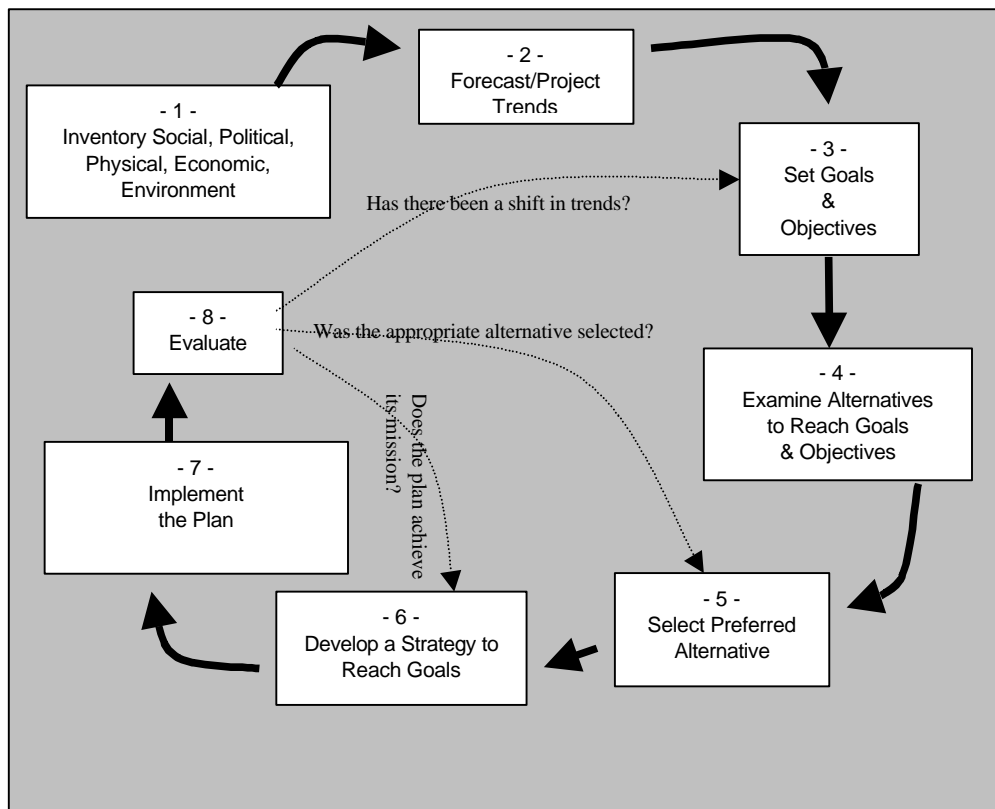 - 1 -
Inventory Social, Political,
Physical, Economic,
Environment
- 2 -
Forecast/Project
Trends
- 3 -
Set Goals
&
Objectives
Has there been a shift in trends?
- 8 -
Evaluate
Was the appropriate alternative selected?
- 4 -
Examine Alternatives
to Reach Goals
& Objectives
Does the plan achieve
its mission?
- 7 -
Implement
the Plan
- 6 -
Develop a Strategy to
Reach Goals
- 5 -
Select Preferred
Alternative